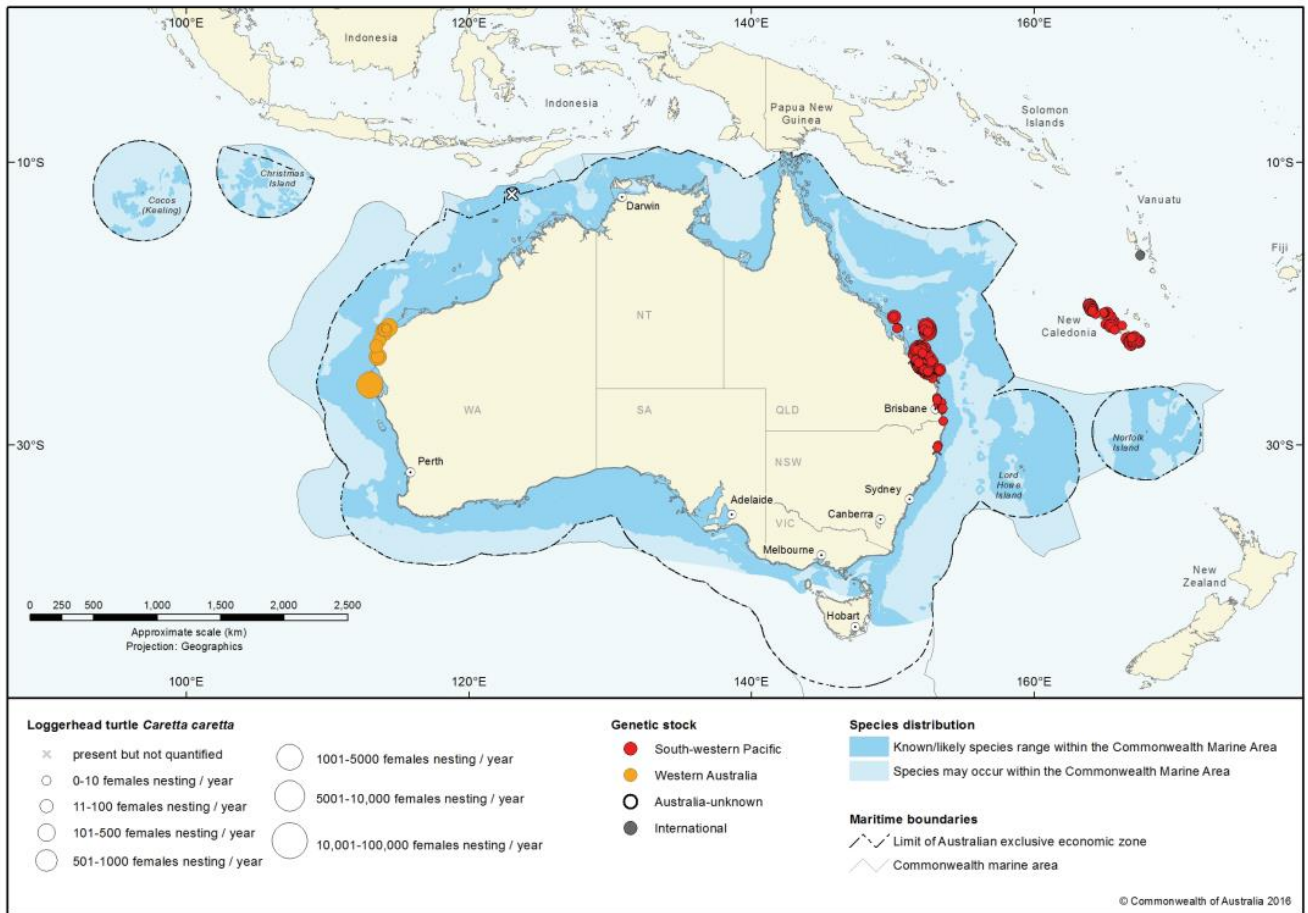 100°E
120°E
140°E
160°E
Indonesia
Indonesia
Papua New
Guinea
Solomon
Islands
10°S
10°S
Christmas
Island
Cocos
(Keeling)
Darwin
Vanuatu
Fiji
NT
New
Caledonia
WA
SA
QLD
Brisbane
30°S
30°S
Norfolk
Island
NSW
Perth
Lord
Howe
Island
Sydney
Adelaide
Canberra
VIC
Melbourne
New
Zealand
Hobart
0 250 500 1,000 1,500 2,000 2,500
Approximate scale (km)
Projection: Geographics
100°E
120°E
140°E
160°E
Loggerhead turtle Caretta caretta
present but not quantified
0-10 females nesting / year
11-100 females nesting / year
101-500 females nesting / year
501-1000 females nesting / year
1001-5000 females nesting / year
5001-10,000 females nesting / year
10,001-100,000 females nesting / year
Genetic stock
South-western Pacific
Western Australia
Australia-unknown
International
Species distribution
Known/likely species range within the Commonwealth Marine Area
Species may occur within the Commonwealth Marine Area
Maritime boundaries
Limit of Australian exclusive economic zone
Commonwealth marine area
© Commonwealth of Australia 2016